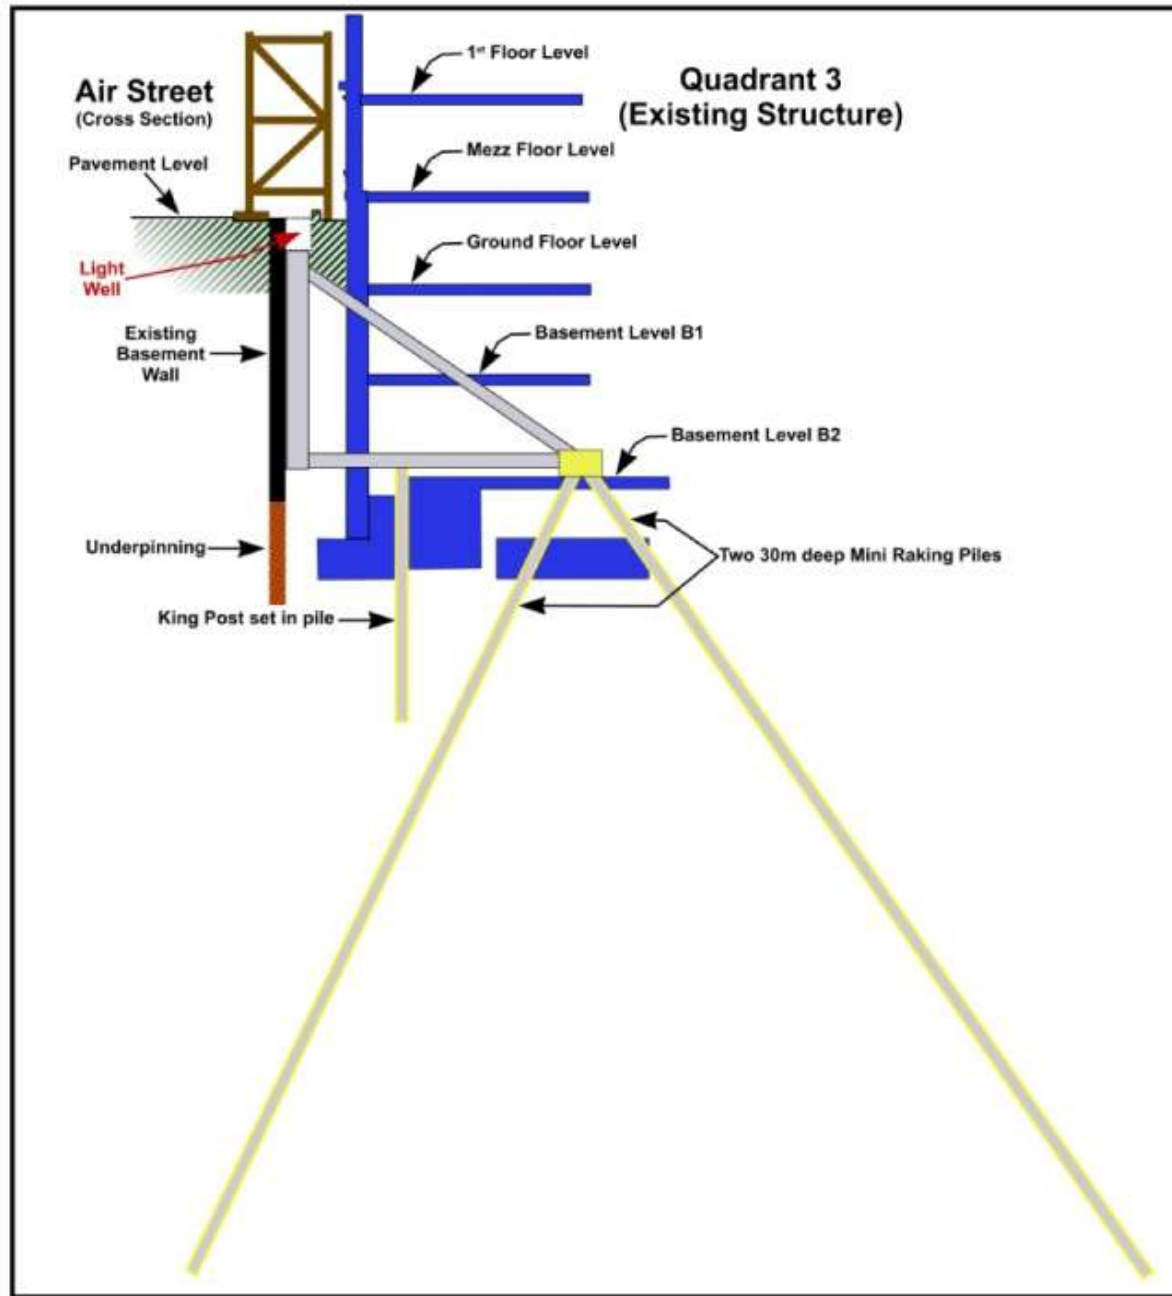 1st Floor Level
Quadrant 3
(Existing Structure)
Air Street
(Cross Section)
Mezz Floor Level
Pavement Level
Ground Floor Level
Light
Well
Existing
Basement
Wall
Basement Level B1
Basement Level B2
Underpinning
Two 30m deep Mini Raking Piles
King Post set in pile